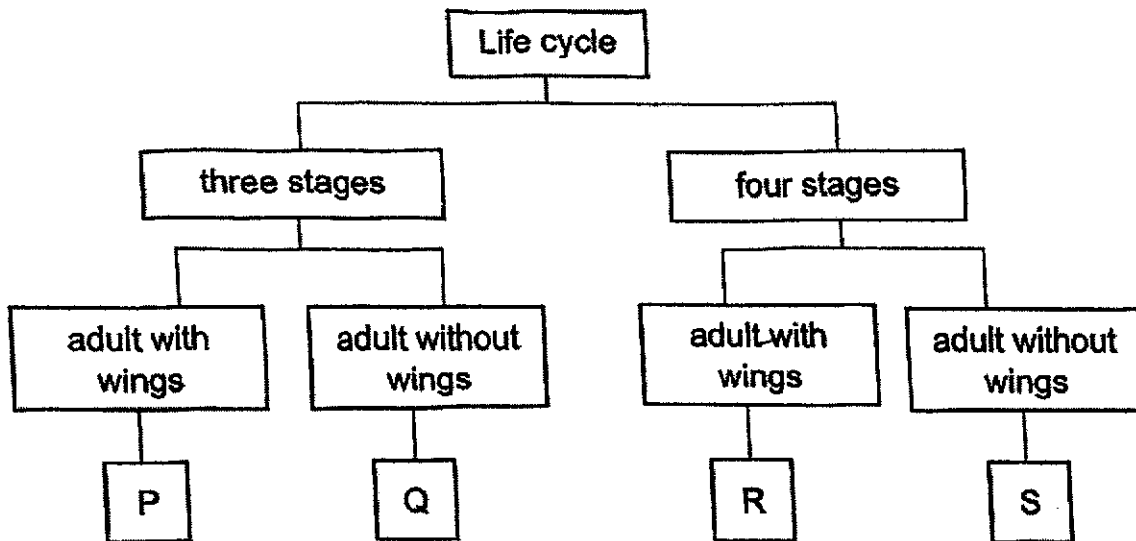 Life cycle
three stages
four stages
adult with
wings
adult without
wings
adult with
wings
adult without
wings
P
Q
R
S